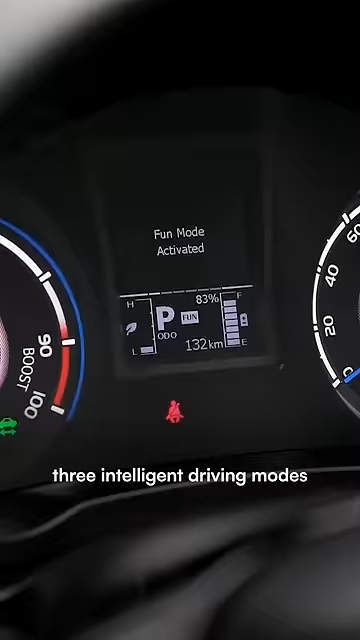 Fun Mode
Activated
H
83%
F
P
FUN
ODO
L
132km
E
90
BOOST
100
60
40
20
0
three intelligent driving modes